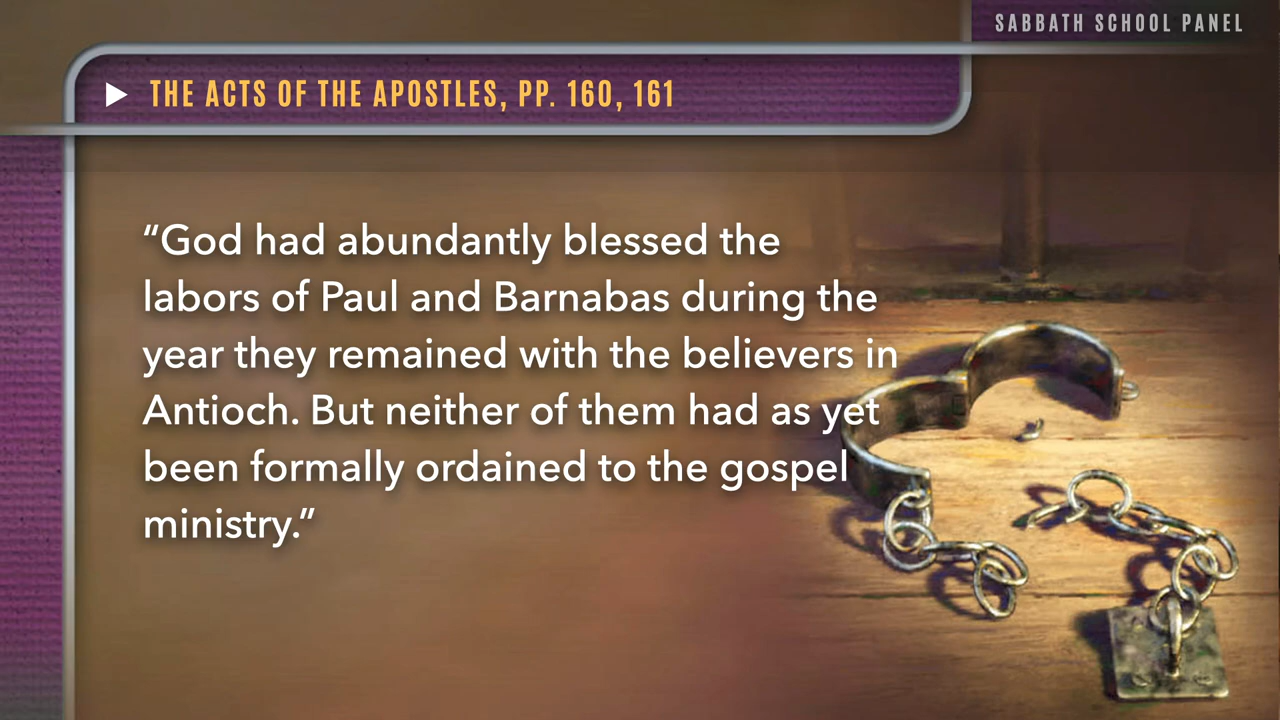 SABBATH SCHOOL PANEL
THE ACTS OF THE APOSTLES, PP. 160, 161
“God had abundantly blessed the
labors of Paul and Barnabas during the
year they remained with the believers in
Antioch. But neither of them had as yet
been formally ordained to the gospel
ministry.”